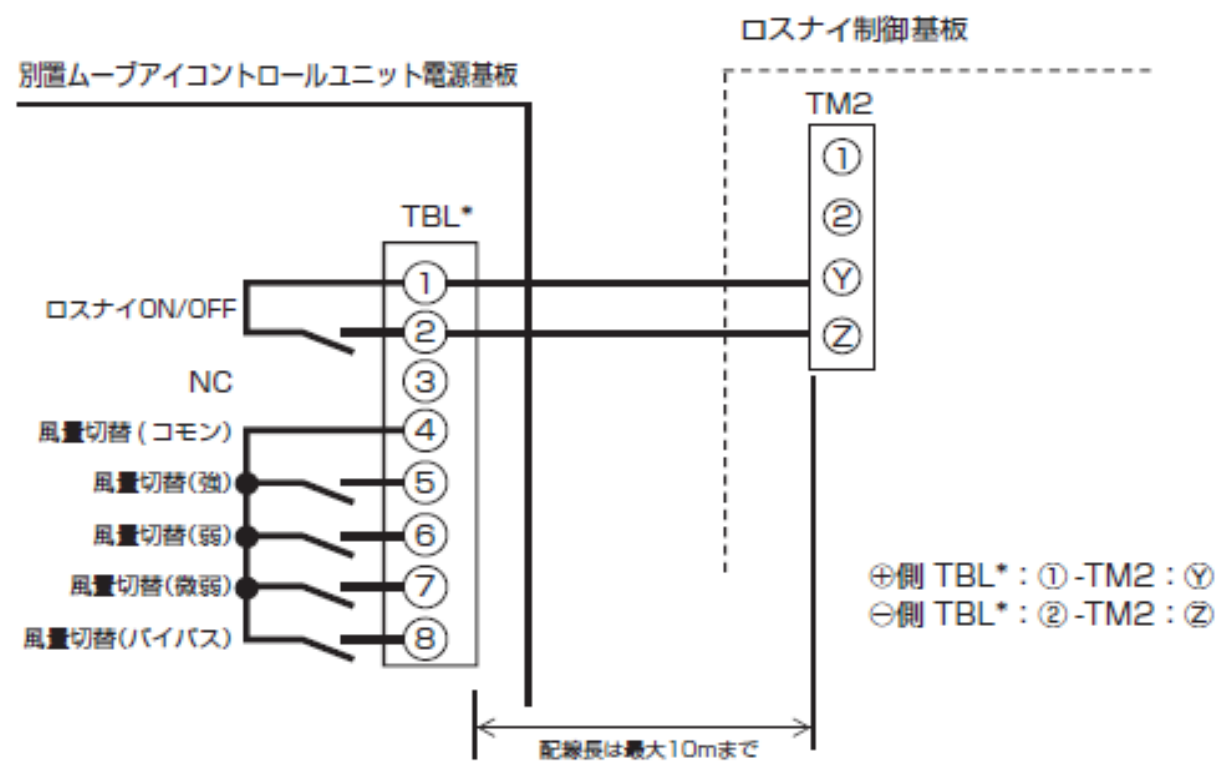 ロスナイ制御基板
別置ムーブアイコントロールユニット電源基板
TM2
①
②
Ⓨ
Ⓩ
TBL*
ロスナイON/OFF
①
②
NC
③
風量切替(コモン)
④
風量切替(強)
⑤
風量切替(弱)
⑥
風量切替(微弱)
⑦
風量切替(バイパス)
⑧
⊕側 TBL*:①-TM2:Ⓨ
⊖側 TBL*:②-TM2:Ⓩ
配線長は最大10mまで